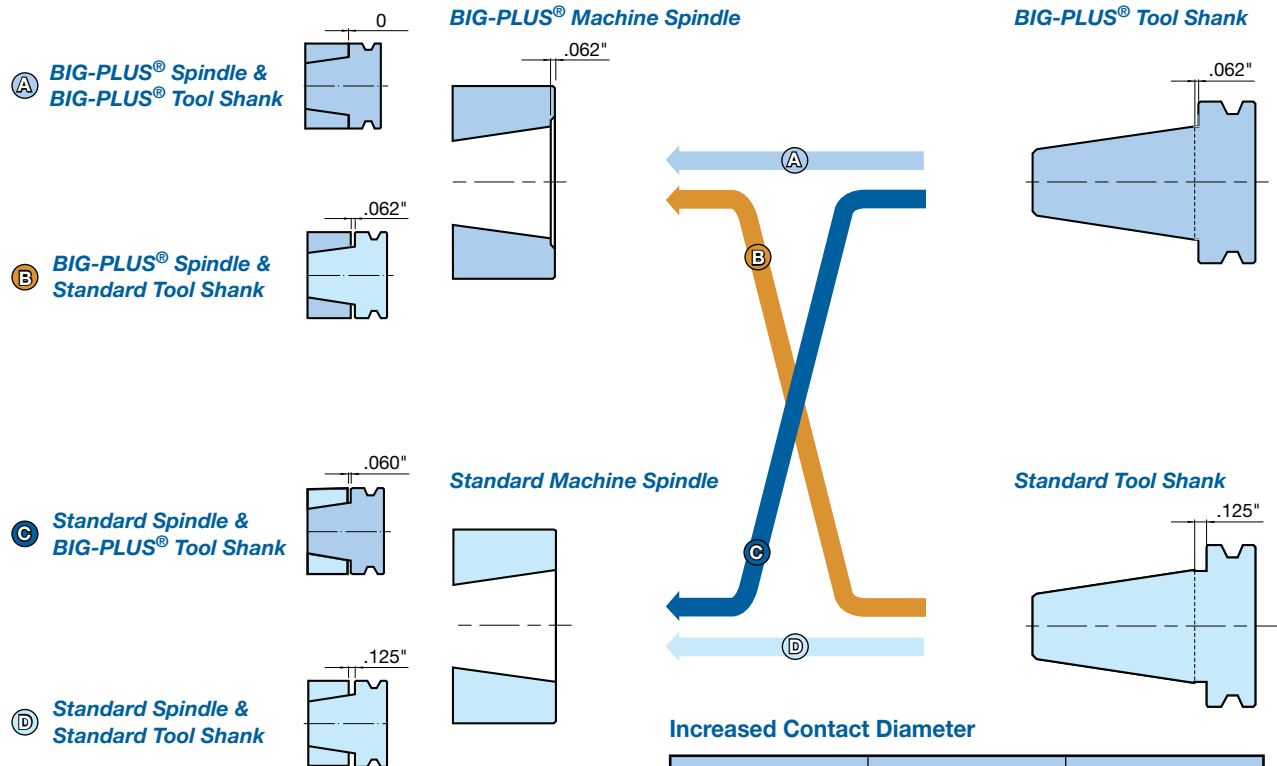 BIG-PLUS® Machine Spindle
BIG-PLUS® Tool Shank
0
A
BIG-PLUS® Spindle &
BIG-PLUS® Tool Shank
.062"
.062"
A
.062"
B
BIG-PLUS® Spindle &
Standard Tool Shank
B
.060"
C
Standard Spindle &
BIG-PLUS® Tool Shank
Standard Machine Spindle
Standard Tool Shank
.125"
C
D
.125"
D
Standard Spindle &
Standard Tool Shank
Increased Contact Diameter